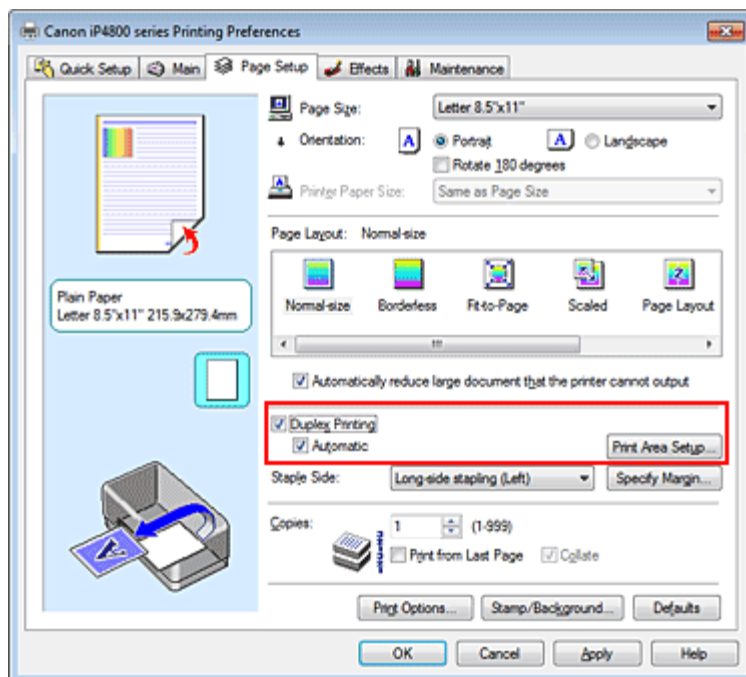 Canon iP4800 series Printing Preferences
Quick Setup Main Page Setup Effects Maintenance
Page Size: Letter 8.5"x11"
Orientation: A Portrait A Landscape
Rotate 180 degrees
Printer Paper Size: Same as Page Size
Page Layout: Normal-size
Normal-size Borderless Fit-to-Page Scaled Page Layout
Plain Paper
Letter 8.5"x11" 215.9x279.4mm
Automatically reduce large document that the printer cannot output
Duplex Printing
Automatic Print Area Setup...
Staple Side: Long-side stapling (Left) Specify Margin...
Copies: 1 (1-999)
Print from Last Page Collate
Print Options... Stamp/Background... Defaults
OK Cancel Apply Help